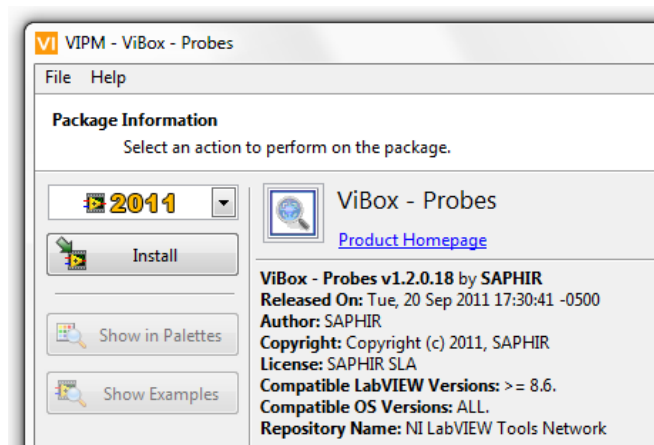 VI VIPM - ViBox - Probes
File Help
Package Information
Select an action to perform on the package.
2011
Install
Show in Palettes
Show Examples
ViBox - Probes
Product Homepage
ViBox - Probes v1.2.0.18 by SAPHIR
Released On: Tue, 20 Sep 2011 17:30:41 -0500
Author: SAPHIR
Copyright: Copyright (c) 2011, SAPHIR
License: SAPHIR SLA
Compatible LabVIEW Versions: >= 8.6.
Compatible OS Versions: ALL.
Repository Name: NI LabVIEW Tools Network